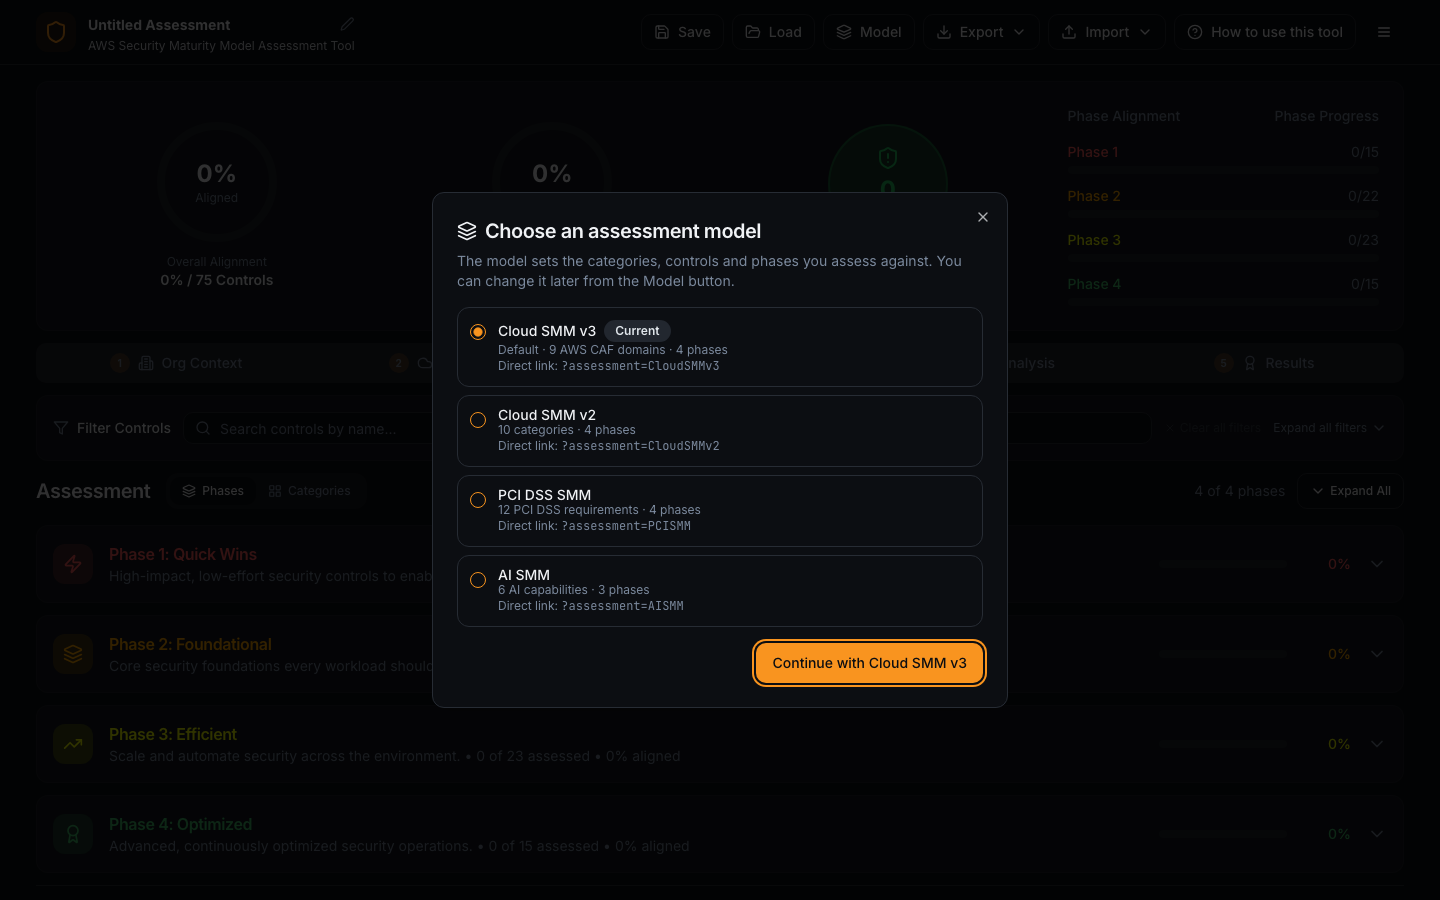 Untitled Assessment
AWS Security Maturity Model Assessment Tool
Save
Load
Model
Export
Import
How to use this tool
0%
Aligned
Overall Alignment
0% / 75 Controls
0%
0
Phase Alignment
Phase Progress
Phase 1
0/15
Phase 2
0/22
Phase 3
0/23
Phase 4
0/15
Choose an assessment model
The model sets the categories, controls and phases you assess against. You
can change it later from the Model button.
Cloud SMM v3
Current
Default · 9 AWS CAF domains · 4 phases
Direct link: ?assessment=CloudSMMv3
Cloud SMM v2
10 categories · 4 phases
Direct link: ?assessment=CloudSMMv2
PCI DSS SMM
12 PCI DSS requirements · 4 phases
Direct link: ?assessment=PCISMM
AI SMM
6 AI capabilities · 3 phases
Direct link: ?assessment=AISMM
Continue with Cloud SMM v3
1
Org Context
2
5
Results
Filter Controls
Search controls by name...
Clear all filters
Expand all filters
Assessment
Phases
Categories
4 of 4 phases
Expand All
Phase 1: Quick Wins
High-impact, low-effort security controls to
0%
Phase 2: Foundational
Core security foundations every workload
0%
Phase 3: Efficient
Scale and automate security across the environment. • 0 of 23 assessed • 0% aligned
0%
Phase 4: Optimized
Advanced, continuously optimized security operations. • 0 of 15 assessed • 0% aligned
0%